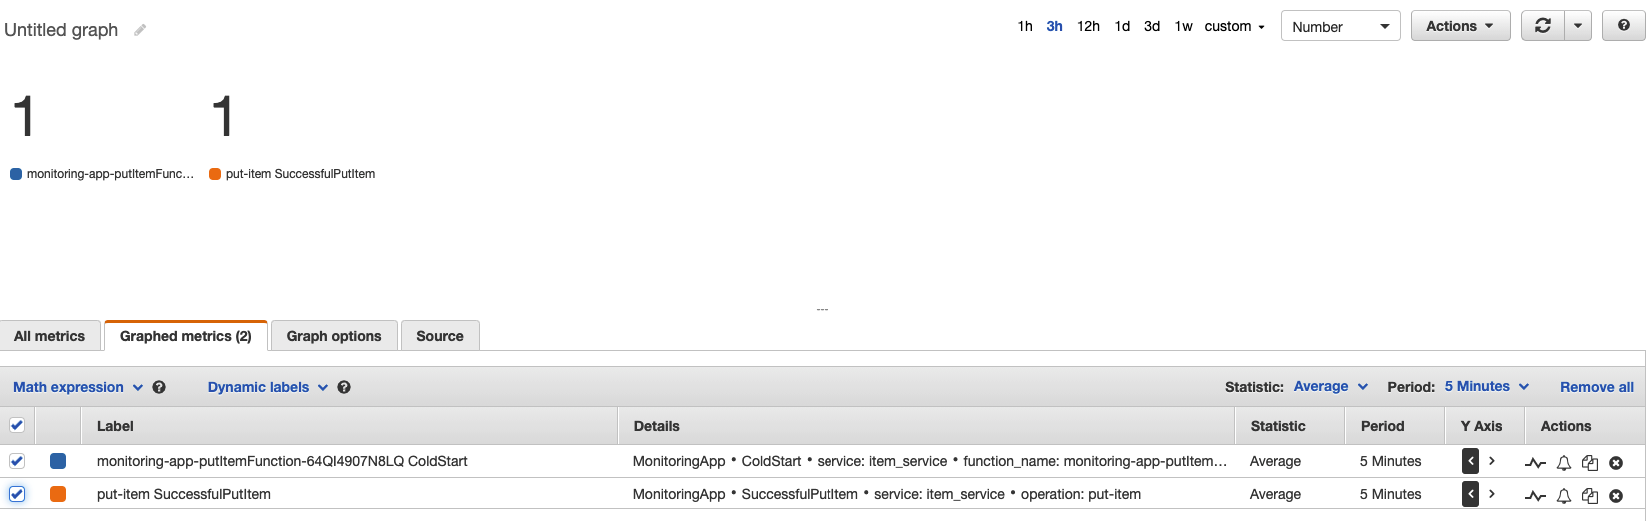 Untitled graph
1h 3h 12h 1d 3d 1w custom Number Actions
1 1
monitoring-app-putItemFunc... put-item SuccessfulPutItem
---
All metrics Graphed metrics (2) Graph options Source
Math expression Dynamic labels Statistic: Average Period: 5 Minutes Remove all
Label Details Statistic Period Y Axis Actions
monitoring-app-putItemFunction-64QI4907N8LQ ColdStart MonitoringApp • ColdStart • service: item_service • function_name: monitoring-app-putItem... Average 5 Minutes < >
put-item SuccessfulPutItem MonitoringApp • SuccessfulPutItem • service: item_service • operation: put-item Average 5 Minutes < >